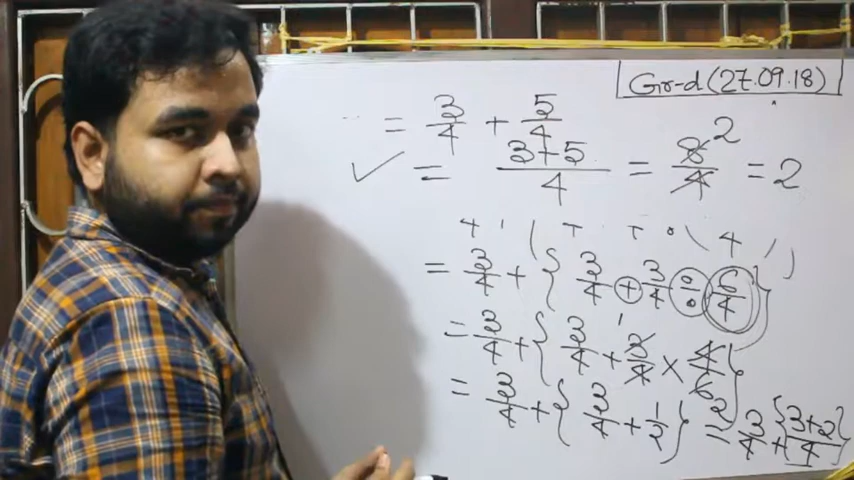 Gr-d (27.09.18)
= 3/4 + 5/4
✓ = (3+5)/4 = 8/4 2 = 2
= 3/4 + { 3/4 + 3/4 ÷ 6/4 }
= 3/4 + { 3/4 + 3/4 × 4/6 }
= 3/4 + { 3/4 + 1/2 } = 3/4 + { (3+2)/4 }